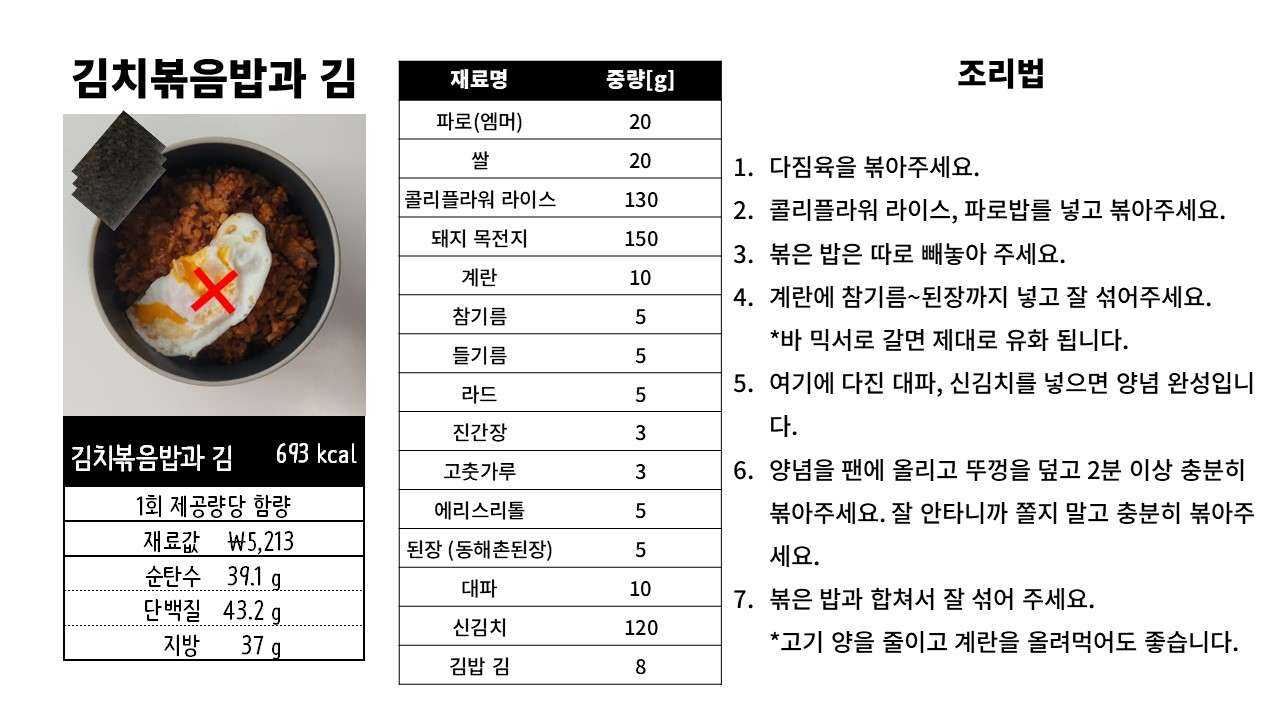 김치볶음밥과 김
김치볶음밥과 김 693 kcal
1회 제공량당 함량
재료값 ₩5,213
순탄수 39.1 g
단백질 43.2 g
지방 37 g
재료명 중량[g]
파로(엠머) 20
쌀 20
콜리플라워 라이스 130
돼지 목전지 150
계란 10
참기름 5
들기름 5
라드 5
진간장 3
고춧가루 3
에리스리톨 5
된장 (동해촌된장) 5
대파 10
신김치 120
김밥 김 8
조리법
1. 다짐육을 볶아주세요.
2. 콜리플라워 라이스, 파로밥를 넣고 볶아주세요.
3. 볶은 밥은 따로 빼놓아 주세요.
4. 계란에 참기름~된장까지 넣고 잘 섞어주세요.
*바 믹서로 갈면 제대로 유화 됩니다.
5. 여기에 다진 대파, 신김치를 넣으면 양념 완성입니
다.
6. 양념을 팬에 올리고 뚜껑을 덮고 2분 이상 충분히
볶아주세요. 잘 안타니까 쫄지 말고 충분히 볶아주
세요.
7. 볶은 밥과 합쳐서 잘 섞어 주세요.
*고기 양을 줄이고 계란을 올려먹어도 좋습니다.